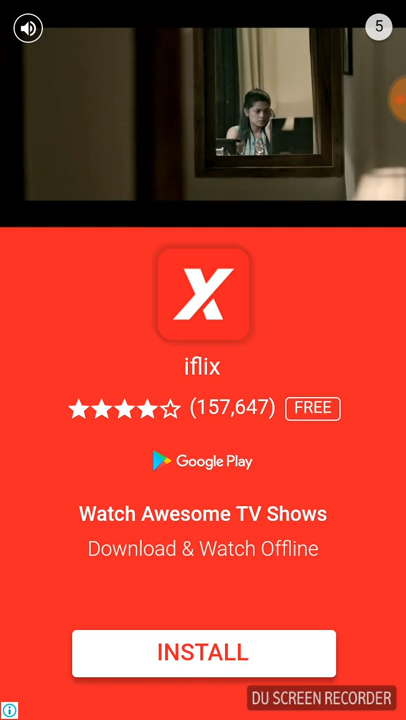 5
iflix
(157,647) FREE
Google Play
Watch Awesome TV Shows
Download & Watch Offline
INSTALL
DU SCREEN RECORDER